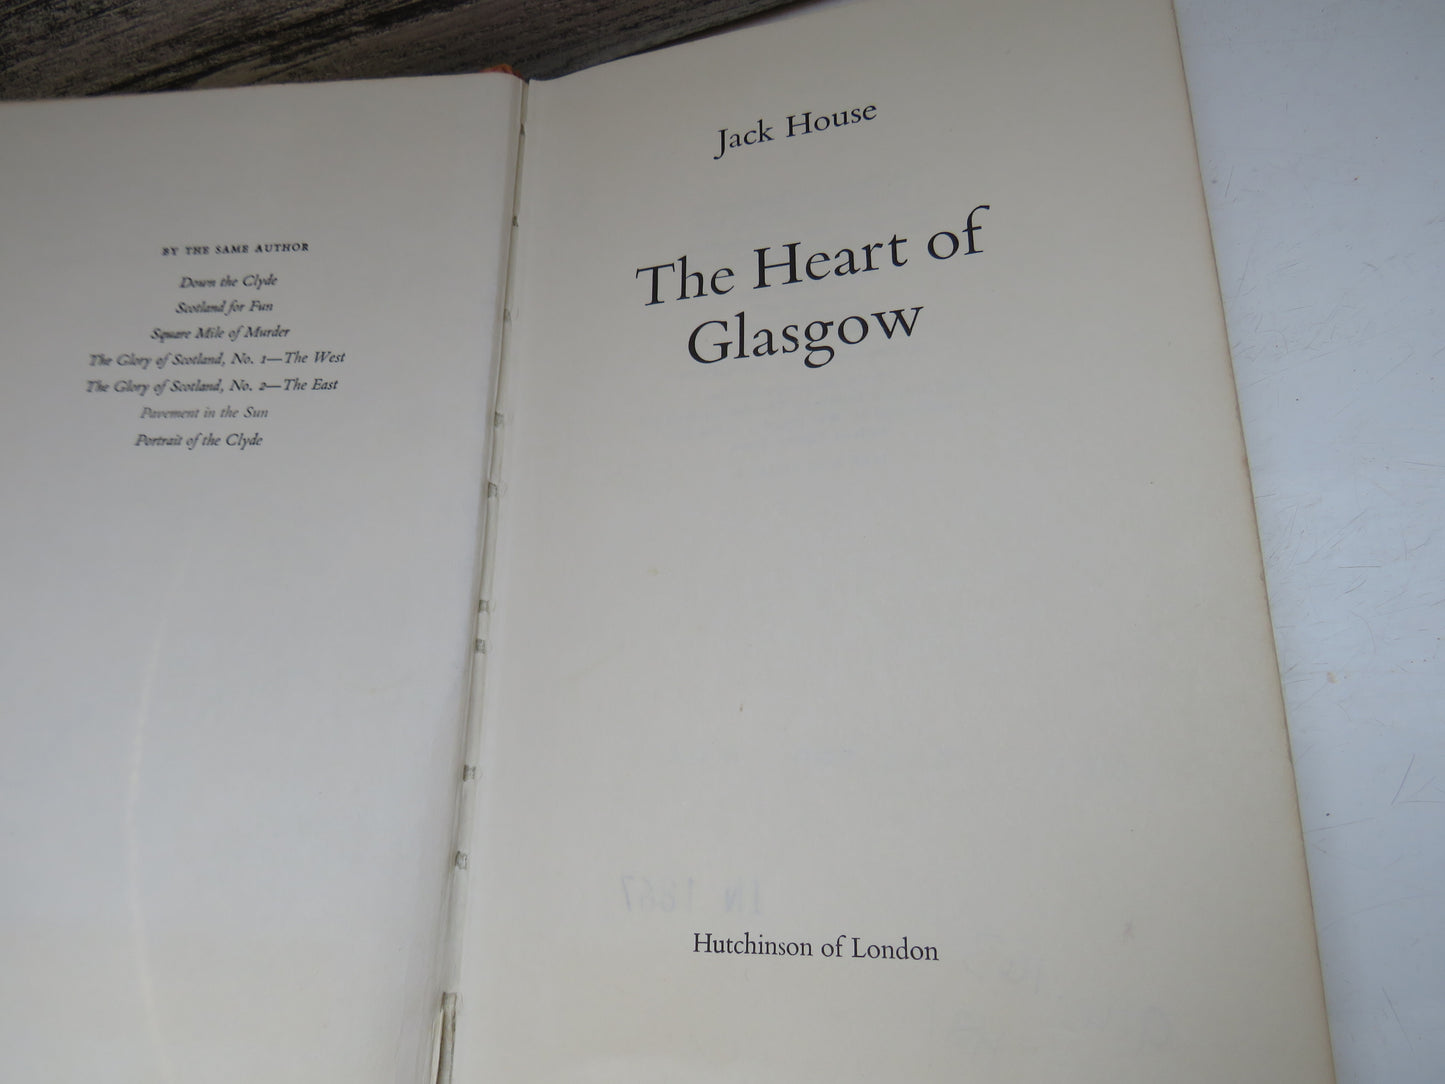 BY THE SAME AUTHOR
Down the Clyde
Scotland for Fun
Square Mile of Murder
The Glory of Scotland, No. 1—The West
The Glory of Scotland, No. 2—The East
Pavement in the Sun
Portrait of the Clyde
Jack House
The Heart of
Glasgow
Hutchinson of London